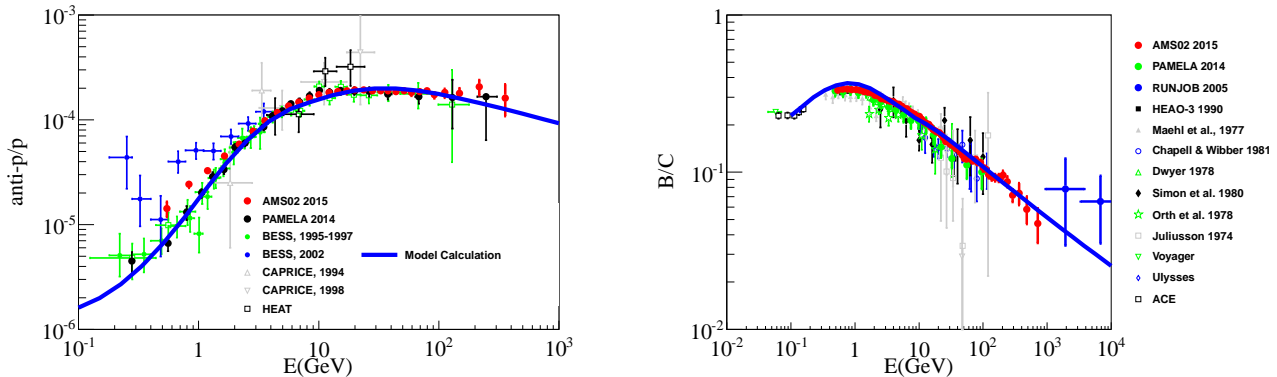 10^-3
10^-4
10^-5
10^-6
anti-p/p
10^-1
1
10
10^2
10^3
E(GeV)
AMS02 2015
PAMELA 2014
BESS, 1995-1997
BESS, 2002
CAPRICE, 1994
CAPRICE, 1998
HEAT
Model Calculation
1
10^-1
10^-2
B/C
10^-2
10^-1
1
10
10^2
10^3
10^4
E(GeV)
AMS02 2015
PAMELA 2014
RUNJOB 2005
HEAO-3 1990
Maehl et al., 1977
Chapell & Wibber 1981
Dwyer 1978
Simon et al. 1980
Orth et al. 1978
Juliusson 1974
Voyager
Ulysses
ACE